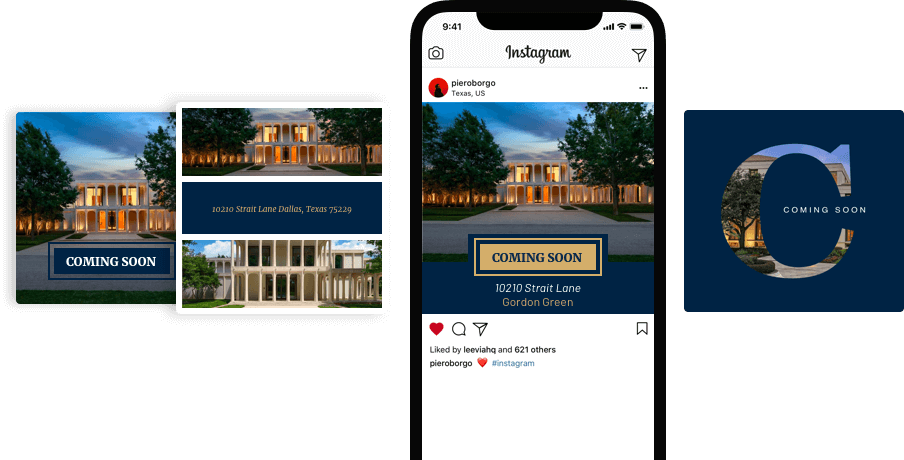 COMING SOON
10210 Strait Lane Dallas, Texas 75229
9:41
Instagram
pieroborgo
Texas, US
COMING SOON
10210 Strait Lane
Gordon Green
Liked by leeviahq and 621 others
pieroborgo ❤️ #instagram
C
COMING SOON